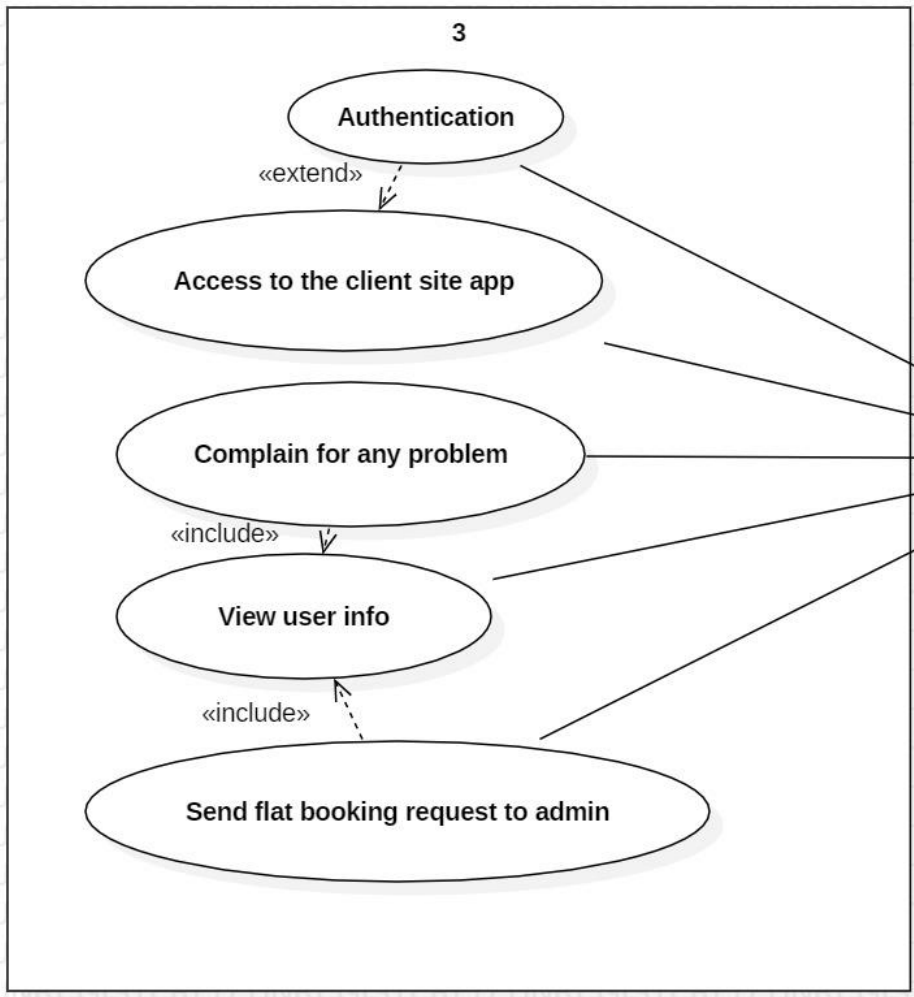 3
Authentication
«extend»
Access to the client site app
Complain for any problem
«include»
View user info
«include»
Send flat booking request to admin